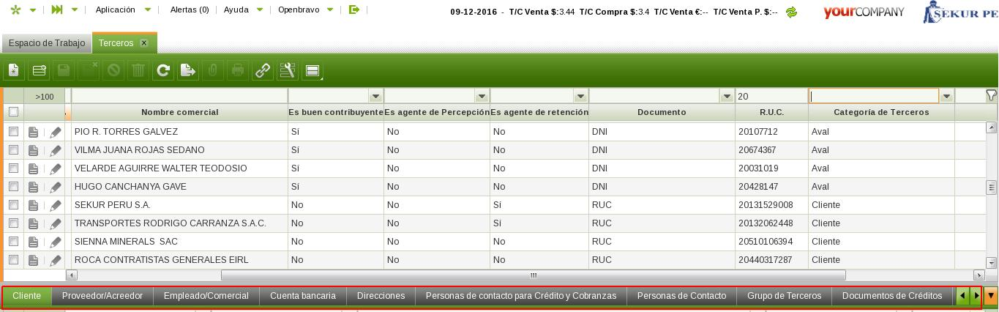 Aplicación Alertas (0) Ayuda Openbravo 09-12-2016 - T/C Venta $:3.44 T/C Compra $:3.4 T/C Venta €:-- T/C Venta P. $:-- yourCOMPANY SEKUR PE
Espacio de Trabajo Terceros x
>100 20
Nombre comercial Es buen contribuyente Es agente de Percepción Es agente de retención Documento R.U.C. Categoría de Terceros
PIO R. TORRES GALVEZ Sí No No DNI 20107712 Aval
VILMA JUANA ROJAS SEDANO Sí No No DNI 20674367 Aval
VELARDE AGUIRRE WALTER TEODOSIO Sí No No DNI 20031019 Aval
HUGO CANCHANYA GAVE Sí No No DNI 20428147 Aval
SEKUR PERU S.A. No No Sí RUC 20131529008 Cliente
TRANSPORTES RODRIGO CARRANZA S.A.C. No No Sí RUC 20132062448 Cliente
SIENNA MINERALS SAC No No No RUC 20510106394 Cliente
ROCA CONTRATISTAS GENERALES EIRL No No No RUC 20440317287 Cliente
Cliente Proveedor/Acreedor Empleado/Comercial Cuenta bancaria Direcciones Personas de contacto para Crédito y Cobranzas Personas de Contacto Grupo de Terceros Documentos de Créditos